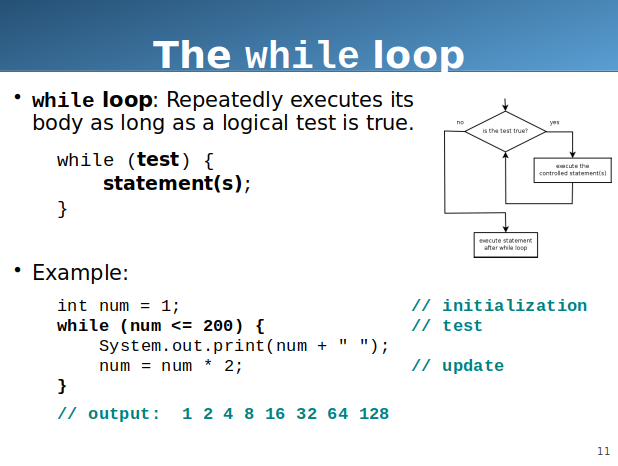 The while loop
• while loop: Repeatedly executes its
body as long as a logical test is true.
while (test) {
statement(s);
}
no
yes
is the test true?
execute the
controlled statement(s)
execute statement
after while loop
• Example:
int num = 1; // initialization
while (num <= 200) { // test
System.out.print(num + " ");
num = num * 2; // update
}
// output: 1 2 4 8 16 32 64 128
11